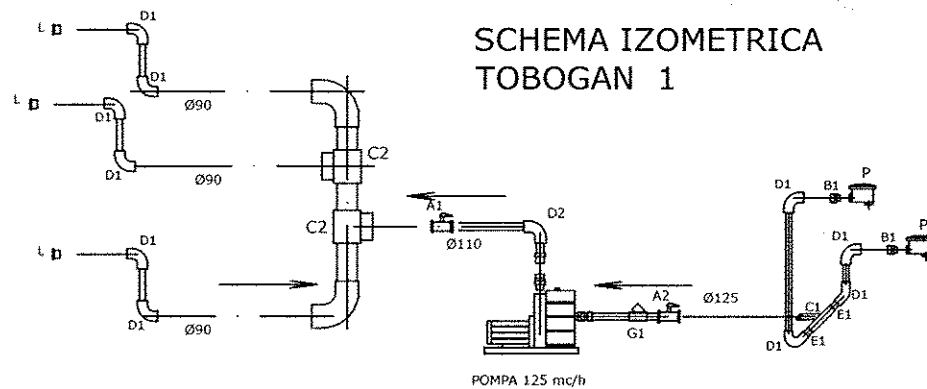 SCHEMA IZOMETRICA
TOBOGAN 1
L
D1
D1
Ø90
L
D1
D1
Ø90
C2
C2
L
D1
D1
Ø90
A1
Ø110
D2
A2
G1
Ø125
D1
B1
P
D1
B1
P
D1
C1
E1
E1
D1
POMPA 125 mc/h